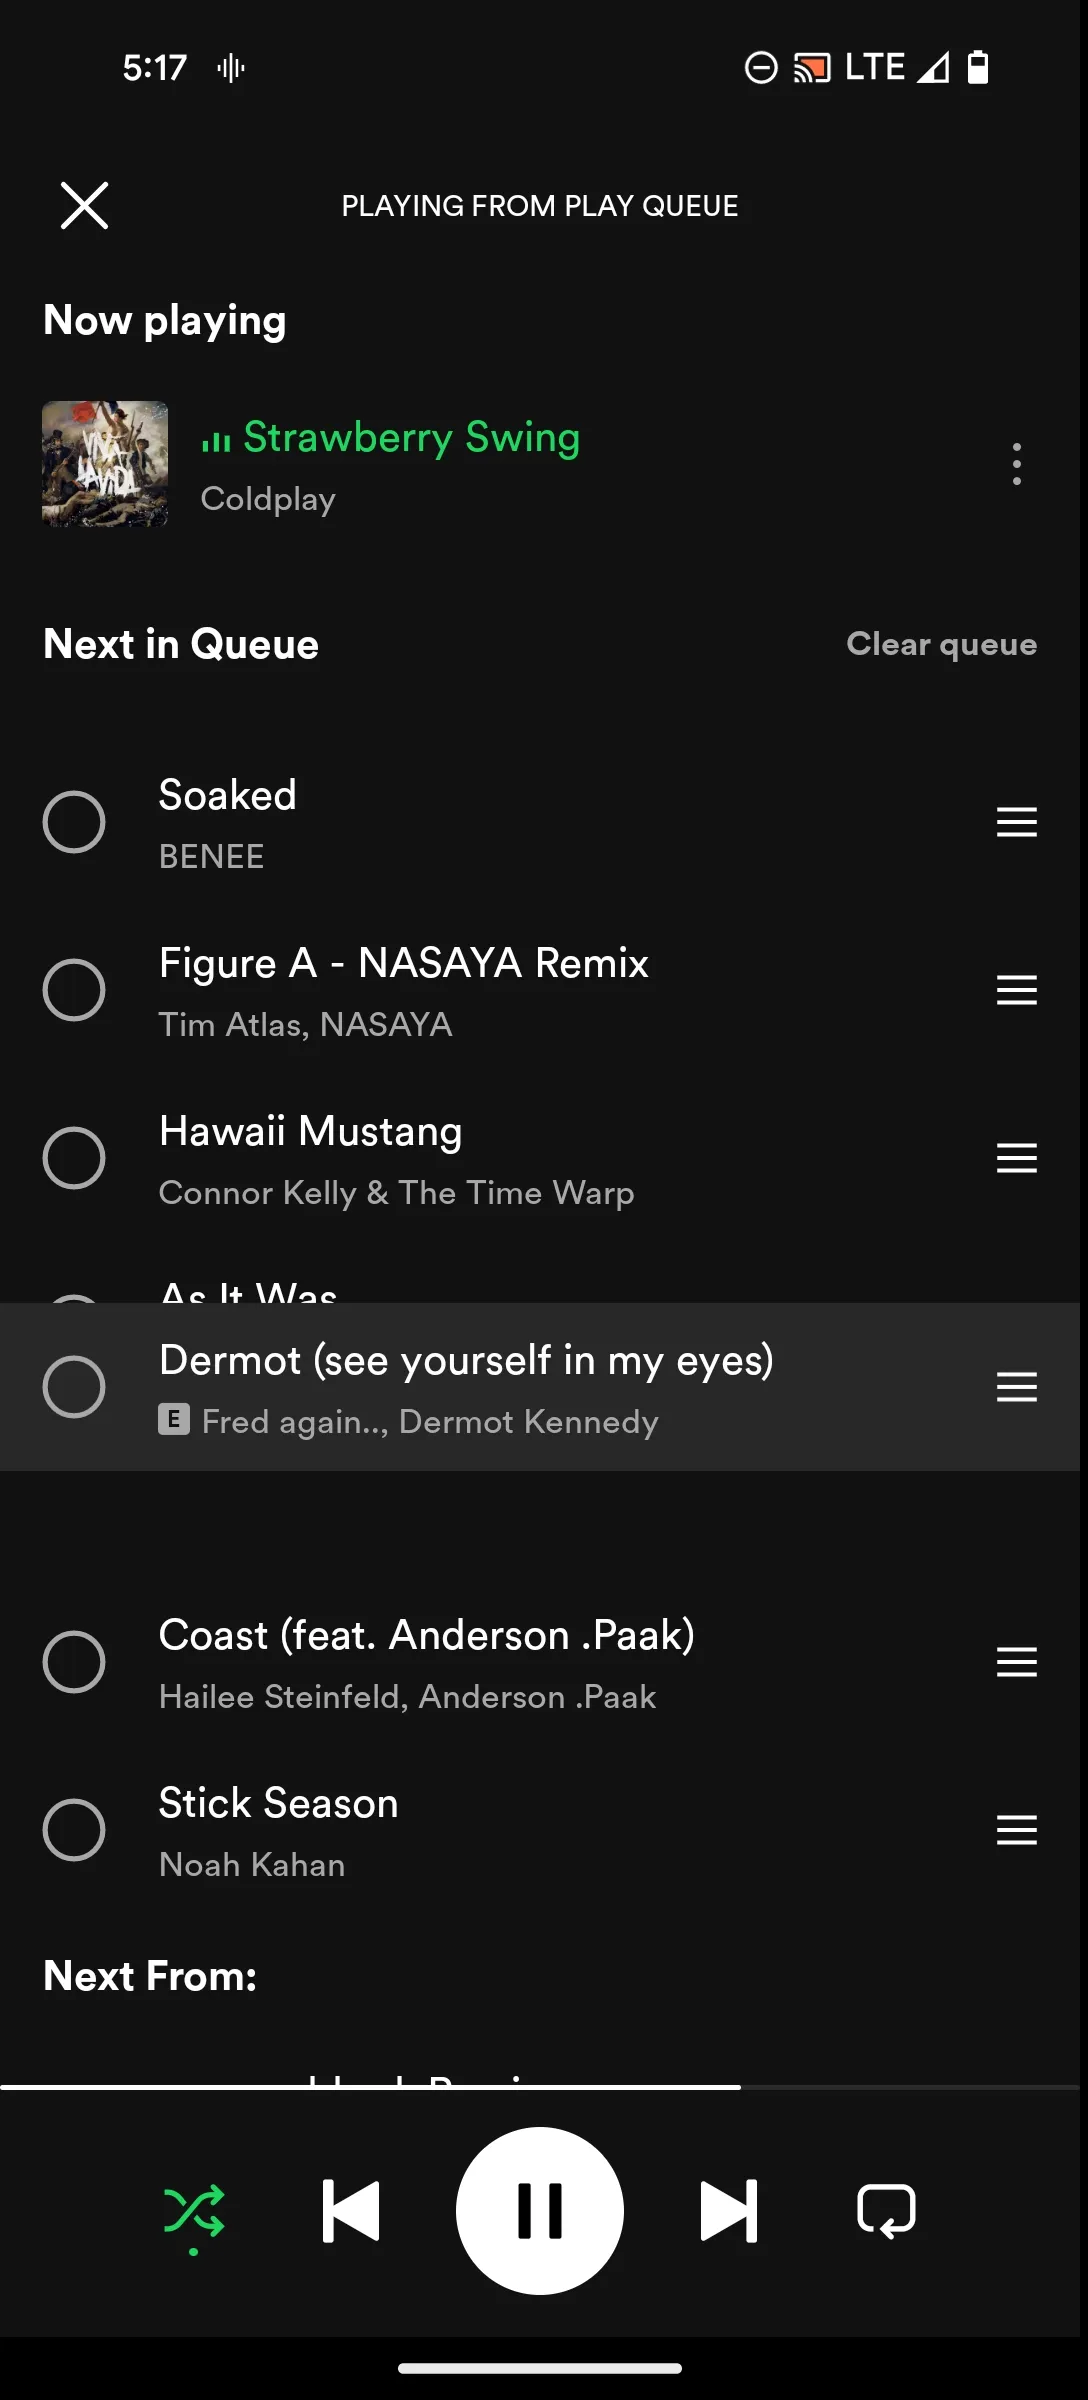 5:17 LTE
PLAYING FROM PLAY QUEUE
Now playing
VIVA
LA VIDA
Strawberry Swing
Coldplay
Next in Queue
Clear queue
Soaked
BENEE
Figure A - NASAYA Remix
Tim Atlas, NASAYA
Hawaii Mustang
Connor Kelly & The Time Warp
As It Was
Dermot (see yourself in my eyes)
E Fred again.., Dermot Kennedy
Coast (feat. Anderson .Paak)
Hailee Steinfeld, Anderson .Paak
Stick Season
Noah Kahan
Next From: